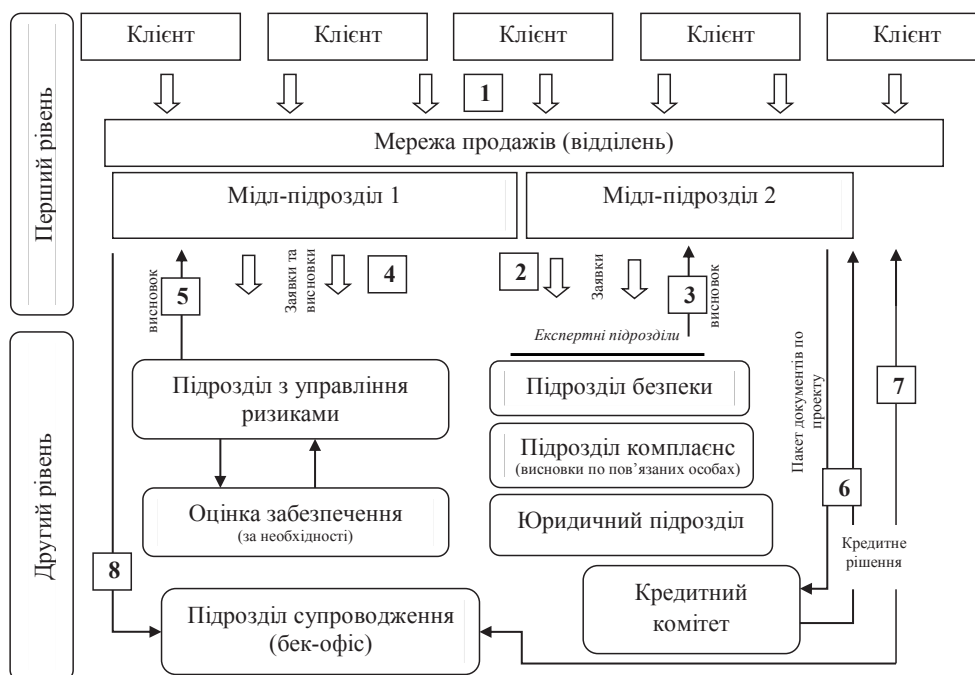 Клієнт
Клієнт
Клієнт
Клієнт
Клієнт
1
Мережа продажів (відділень)
Мідл-підрозділ 1
Мідл-підрозділ 2
Перший рівень
висновок
5
Заявки та
висновки
4
2
Заявки
3
висновок
Експертні підрозділи
Підрозділ з управління
ризиками
Підрозділ безпеки
Підрозділ комплаєнс
(висновки по пов’язаних особах)
Юридичний підрозділ
Оцінка забезпечення
(за необхідності)
Пакет документів по
проекту
7
6
Кредитне
рішення
Другий рівень
8
Підрозділ супроводження
(бек-офіс)
Кредитний
комітет